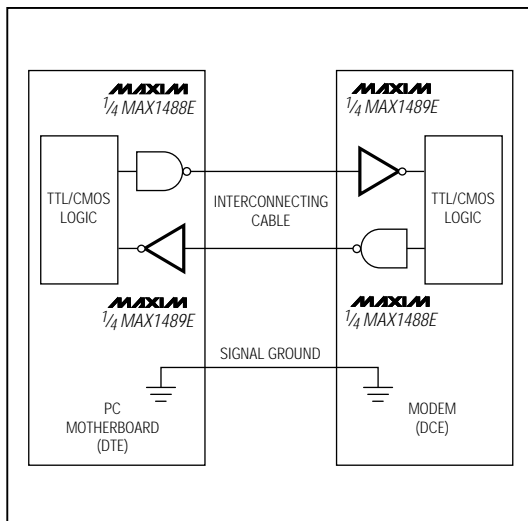 MAXIM
1/4 MAX1488E
MAXIM
1/4 MAX1489E
TTL/CMOS
LOGIC
INTERCONNECTING
CABLE
TTL/CMOS
LOGIC
MAXIM
1/4 MAX1489E
MAXIM
1/4 MAX1488E
SIGNAL GROUND
PC
MOTHERBOARD
(DTE)
MODEM
(DCE)